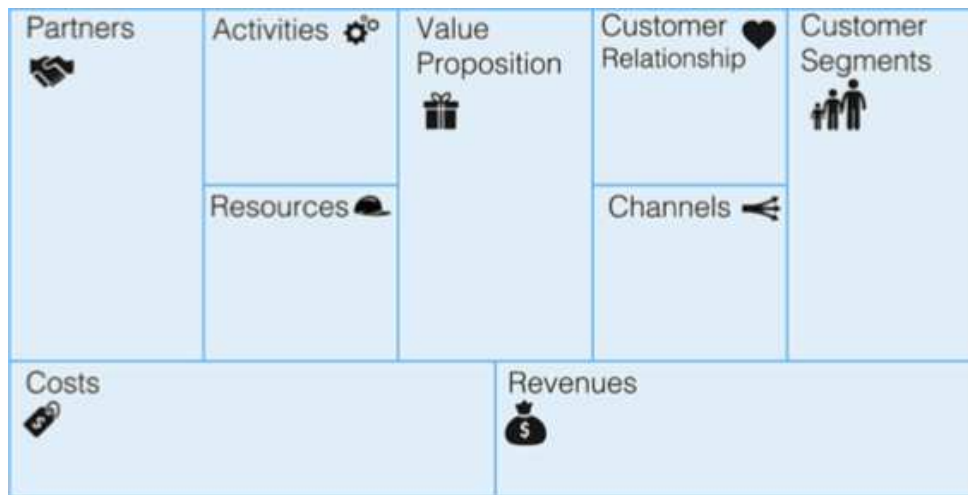 Partners
Activities
Value
Proposition
Customer
Relationship
Customer
Segments
Resources
Channels
Costs
$
Revenues
$